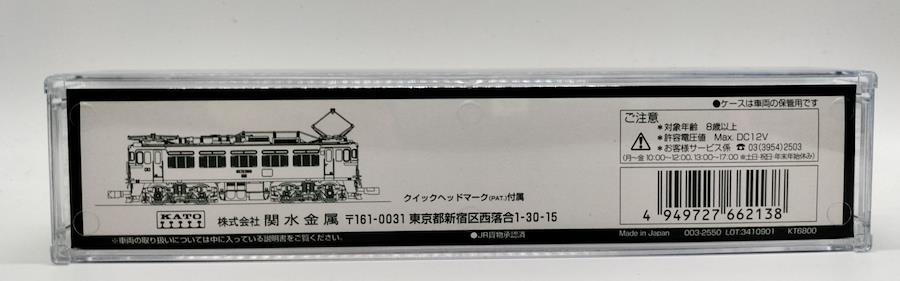 ●ケースは車両の保管用です
ご注意
＊対象年齢 8歳以上
＊許容電圧値 Max. DC12V
＊お客様サービス係 ☎ 03(3954)2503
(月～金 10:00～12:00、13:00～17:00 ＊土日・祝日・年末年始休み)
クイックヘッドマーク(PAT.)付属
KATO 株式会社 関水金属 〒161-0031 東京都新宿区西落合1-30-15
4 949727 662138
※車両の取り扱いについては中に入っている説明書をご覧ください。
●JR貨物承認済
Made in Japan 003-2550 LOT:3410901 KT6800